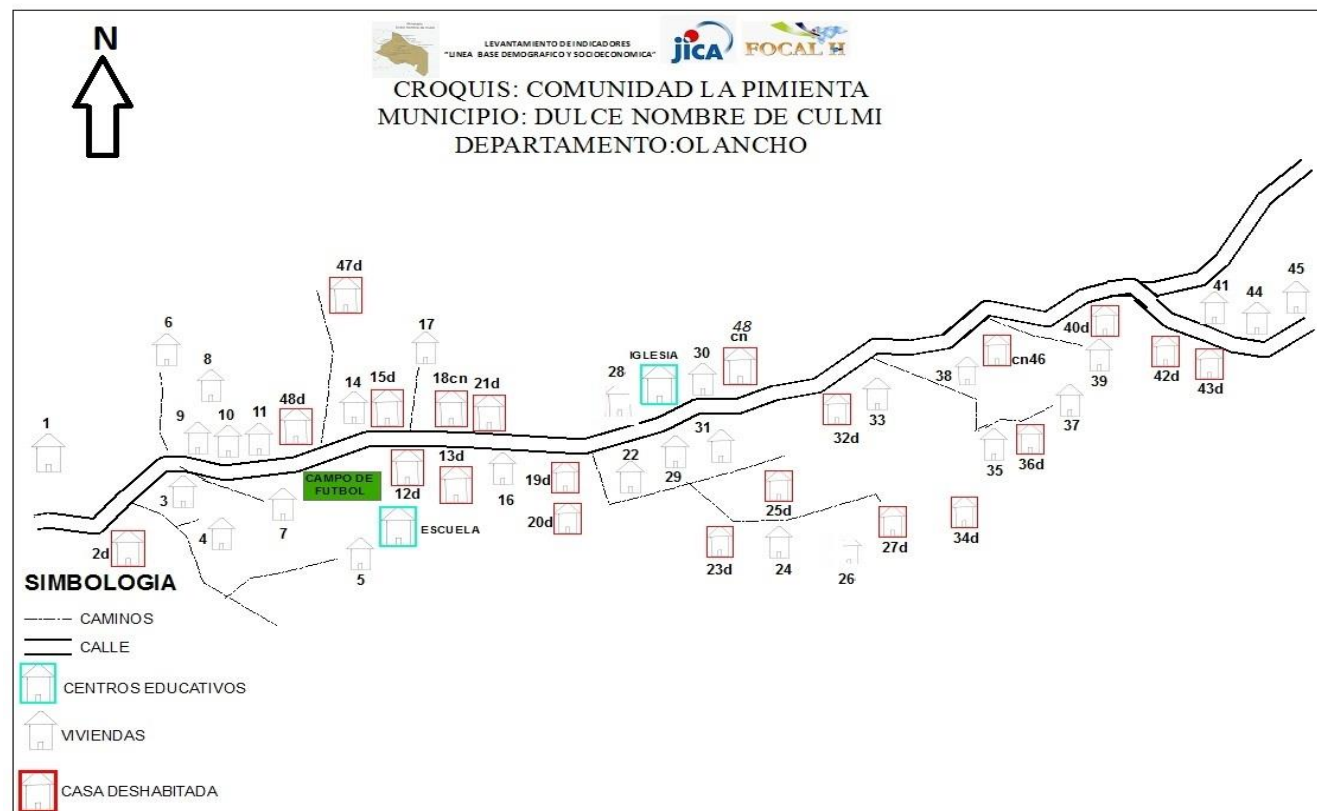 N
LEVANTAMIENTO DE INDICADORES
"LINEA BASE DEMOGRAFICO Y SOCIOECONOMICA"
JICA
FOCAL H
CROQUIS: COMUNIDAD LA PIMIENTA
MUNICIPIO: DULCE NOMBRE DE CULMI
DEPARTAMENTO:OLANCHO
47d
45
41
44
6
17
48
cn
40d
8
IGLESIA
30
cn46
15d
18cn
21d
28
38
39
42d
43d
14
48d
9
10
11
1
32d
33
37
31
12d
13d
22
29
35
36d
CAMPO DE
FUTBOL
16
19d
3
7
25d
20d
4
ESCUELA
27d
34d
2d
5
23d
24
26
SIMBOLOGIA
CAMINOS
CALLE
CENTROS EDUCATIVOS
VIVIENDAS
CASA DESHABITADA